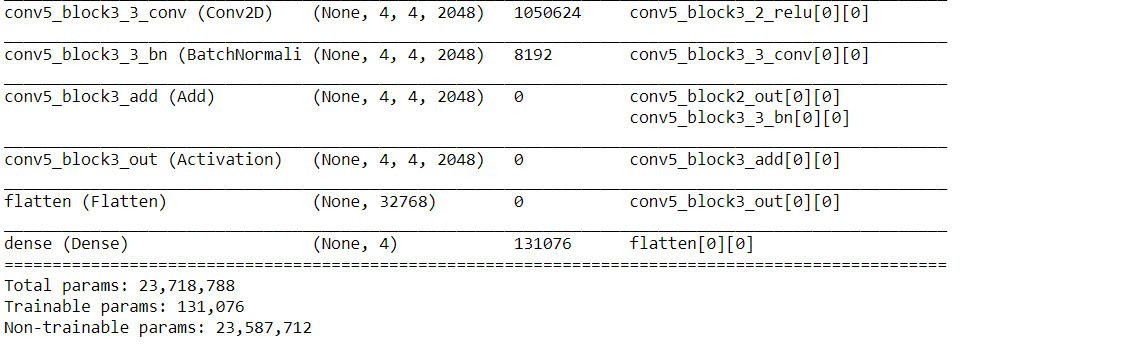 conv5_block3_3_conv (Conv2D) (None, 4, 4, 2048) 1050624 conv5_block3_2_relu[0][0]
conv5_block3_3_bn (BatchNormali (None, 4, 4, 2048) 8192 conv5_block3_3_conv[0][0]
conv5_block3_add (Add) (None, 4, 4, 2048) 0 conv5_block2_out[0][0]
conv5_block3_3_bn[0][0]
conv5_block3_out (Activation) (None, 4, 4, 2048) 0 conv5_block3_add[0][0]
flatten (Flatten) (None, 32768) 0 conv5_block3_out[0][0]
dense (Dense) (None, 4) 131076 flatten[0][0]
Total params: 23,718,788
Trainable params: 131,076
Non-trainable params: 23,587,712